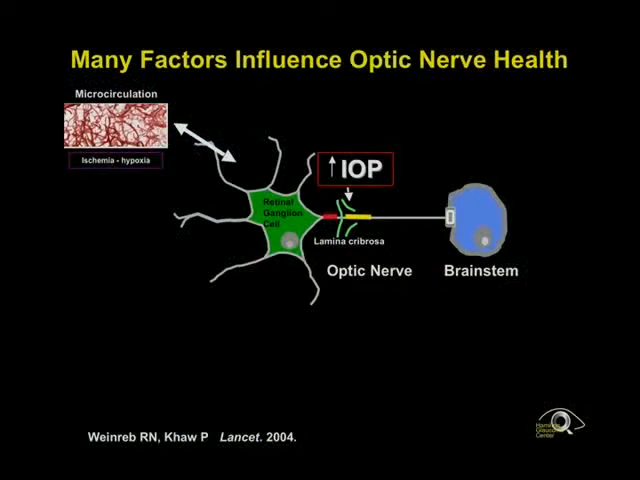 Many Factors Influence Optic Nerve Health
Microcirculation
Ischemia - hypoxia
IOP
Retinal
Ganglion
Cell
Lamina cribrosa
Optic Nerve
Brainstem
Weinreb RN, Khaw P Lancet. 2004.
Center